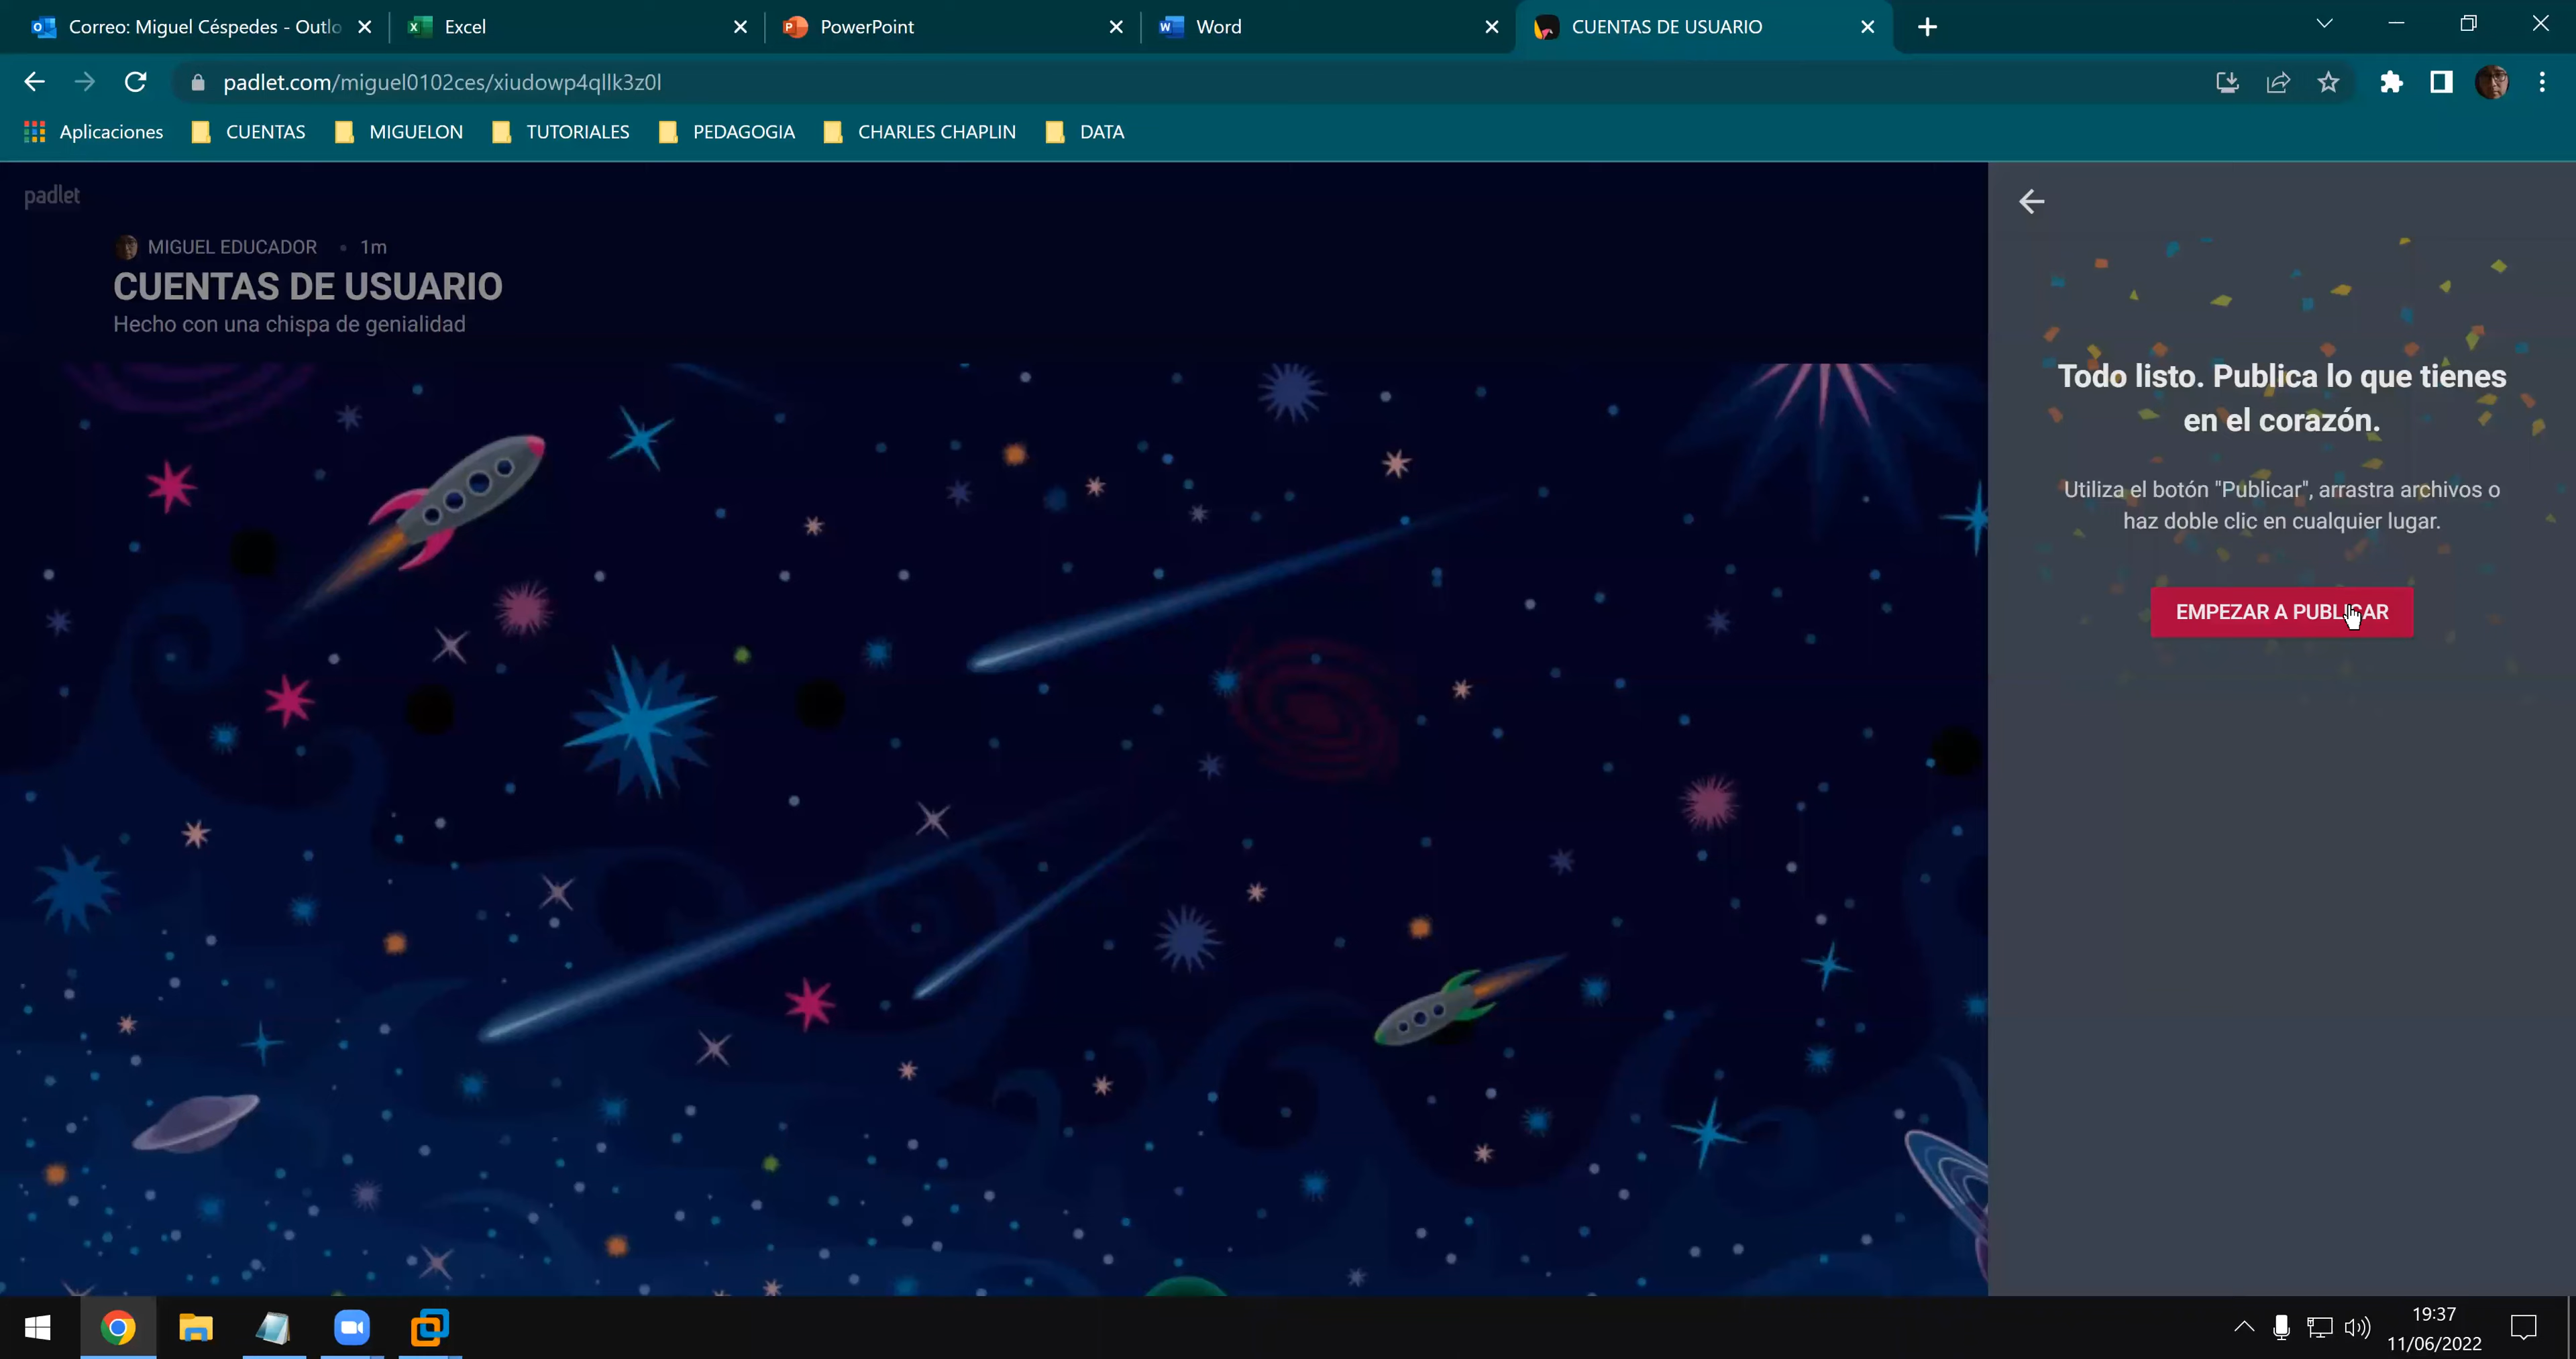 Correo: Miguel Céspedes - Outlo
Excel
PowerPoint
Word
CUENTAS DE USUARIO
padlet.com/miguel0102ces/xiudowp4qllk3z0l
Aplicaciones
CUENTAS
MIGUELON
TUTORIALES
PEDAGOGIA
CHARLES CHAPLIN
DATA
padlet
MIGUEL EDUCADOR • 1m
CUENTAS DE USUARIO
Hecho con una chispa de genialidad
Todo listo. Publica lo que tienes
en el corazón.
Utiliza el botón "Publicar", arrastra archivos o
haz doble clic en cualquier lugar.
EMPEZAR A PUBLICAR
19:37
11/06/2022